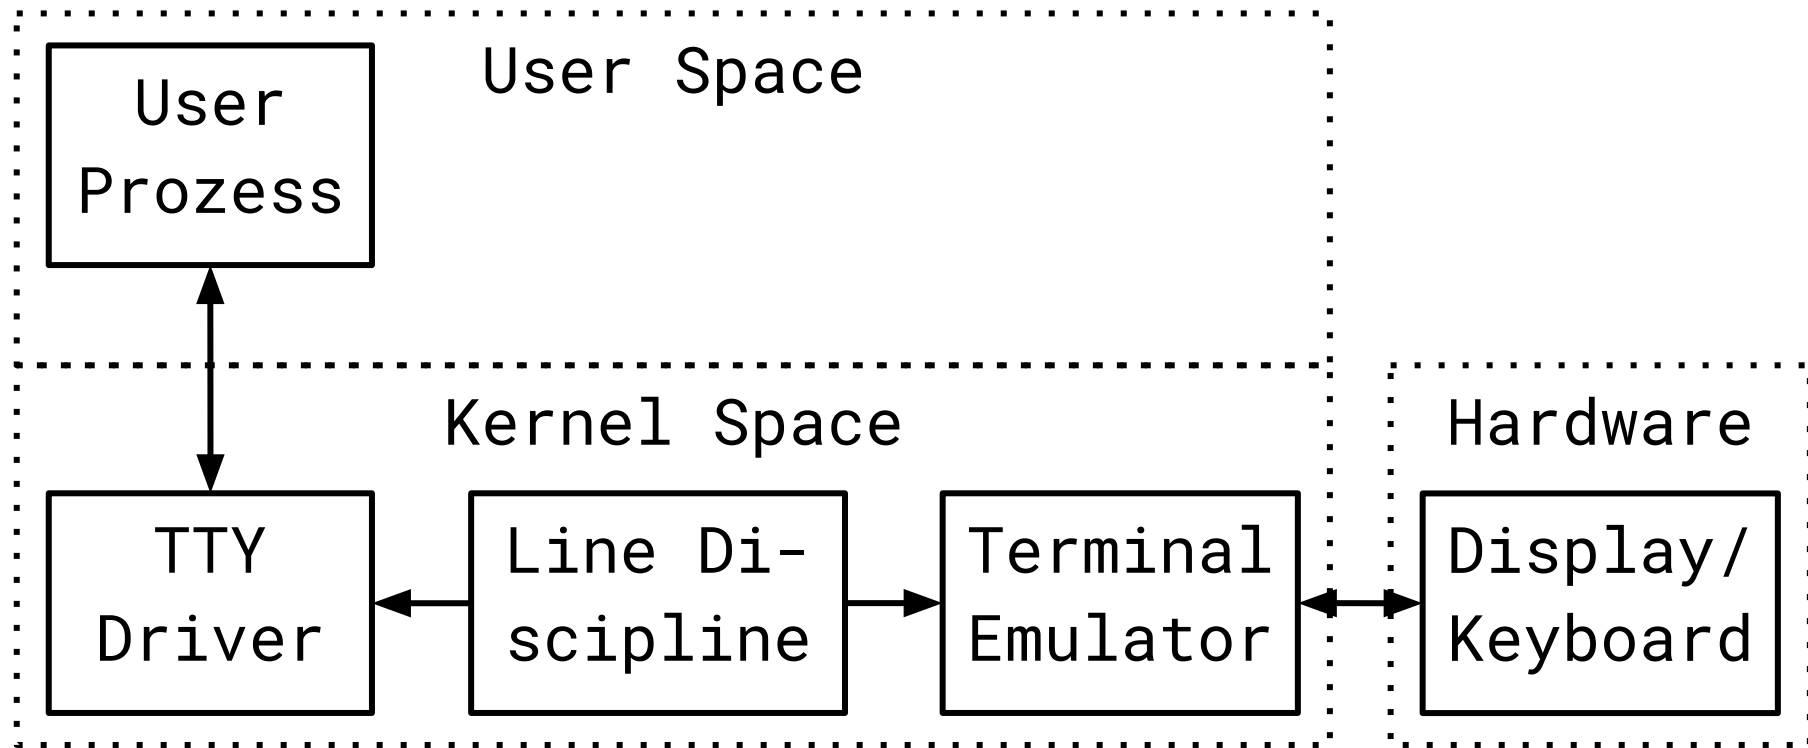 User Space
User
Prozess
Kernel Space
Hardware
TTY
Driver
Line Di-
scipline
Terminal
Emulator
Display/
Keyboard